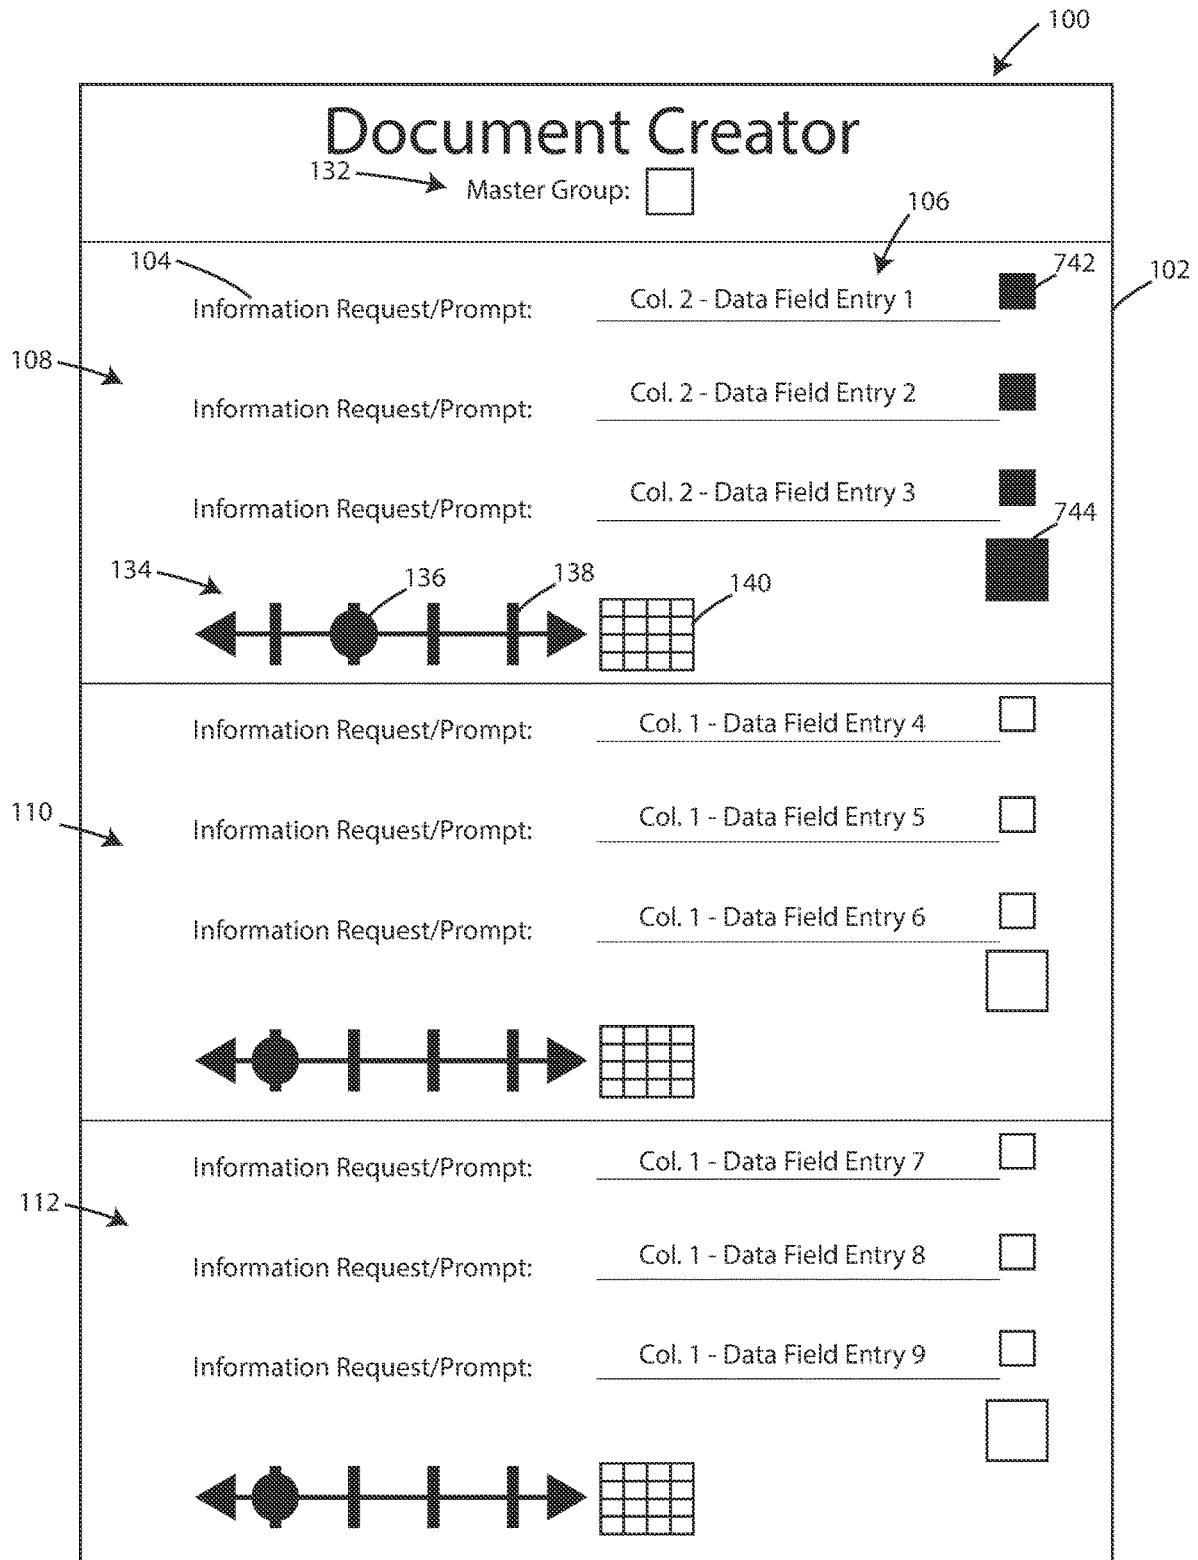 100
Document Creator
132
Master Group:
106
104
742
102
Information Request/Prompt: Col. 2 - Data Field Entry 1
108
Information Request/Prompt: Col. 2 - Data Field Entry 2
Information Request/Prompt: Col. 2 - Data Field Entry 3
744
134
136
138
140
Information Request/Prompt: Col. 1 - Data Field Entry 4
110
Information Request/Prompt: Col. 1 - Data Field Entry 5
Information Request/Prompt: Col. 1 - Data Field Entry 6
Information Request/Prompt: Col. 1 - Data Field Entry 7
112
Information Request/Prompt: Col. 1 - Data Field Entry 8
Information Request/Prompt: Col. 1 - Data Field Entry 9